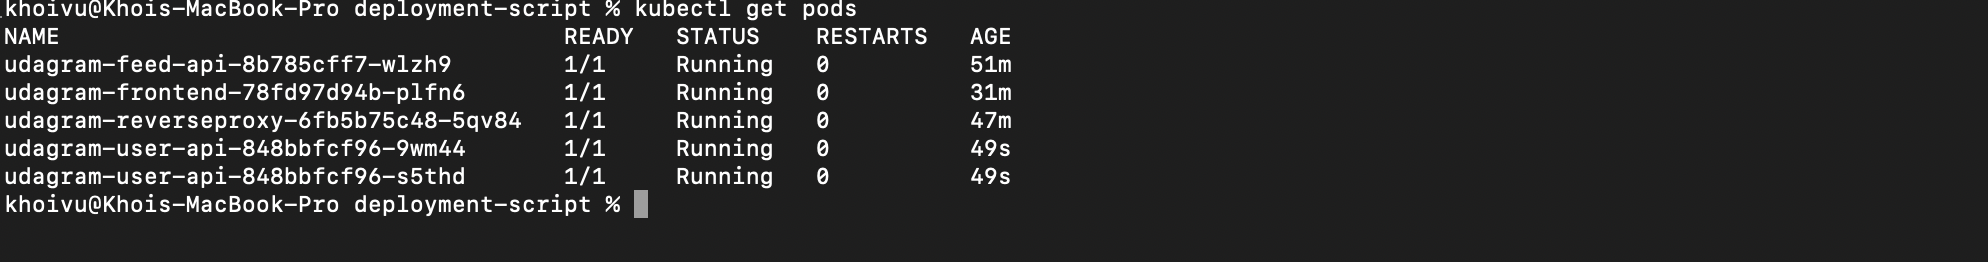 khoivu@Khois-MacBook-Pro deployment-script % kubectl get pods
NAME READY STATUS RESTARTS AGE
udagram-feed-api-8b785cff7-wlzh9 1/1 Running 0 51m
udagram-frontend-78fd97d94b-plfn6 1/1 Running 0 31m
udagram-reverseproxy-6fb5b75c48-5qv84 1/1 Running 0 47m
udagram-user-api-848bbfcf96-9wm44 1/1 Running 0 49s
udagram-user-api-848bbfcf96-s5thd 1/1 Running 0 49s
khoivu@Khois-MacBook-Pro deployment-script %